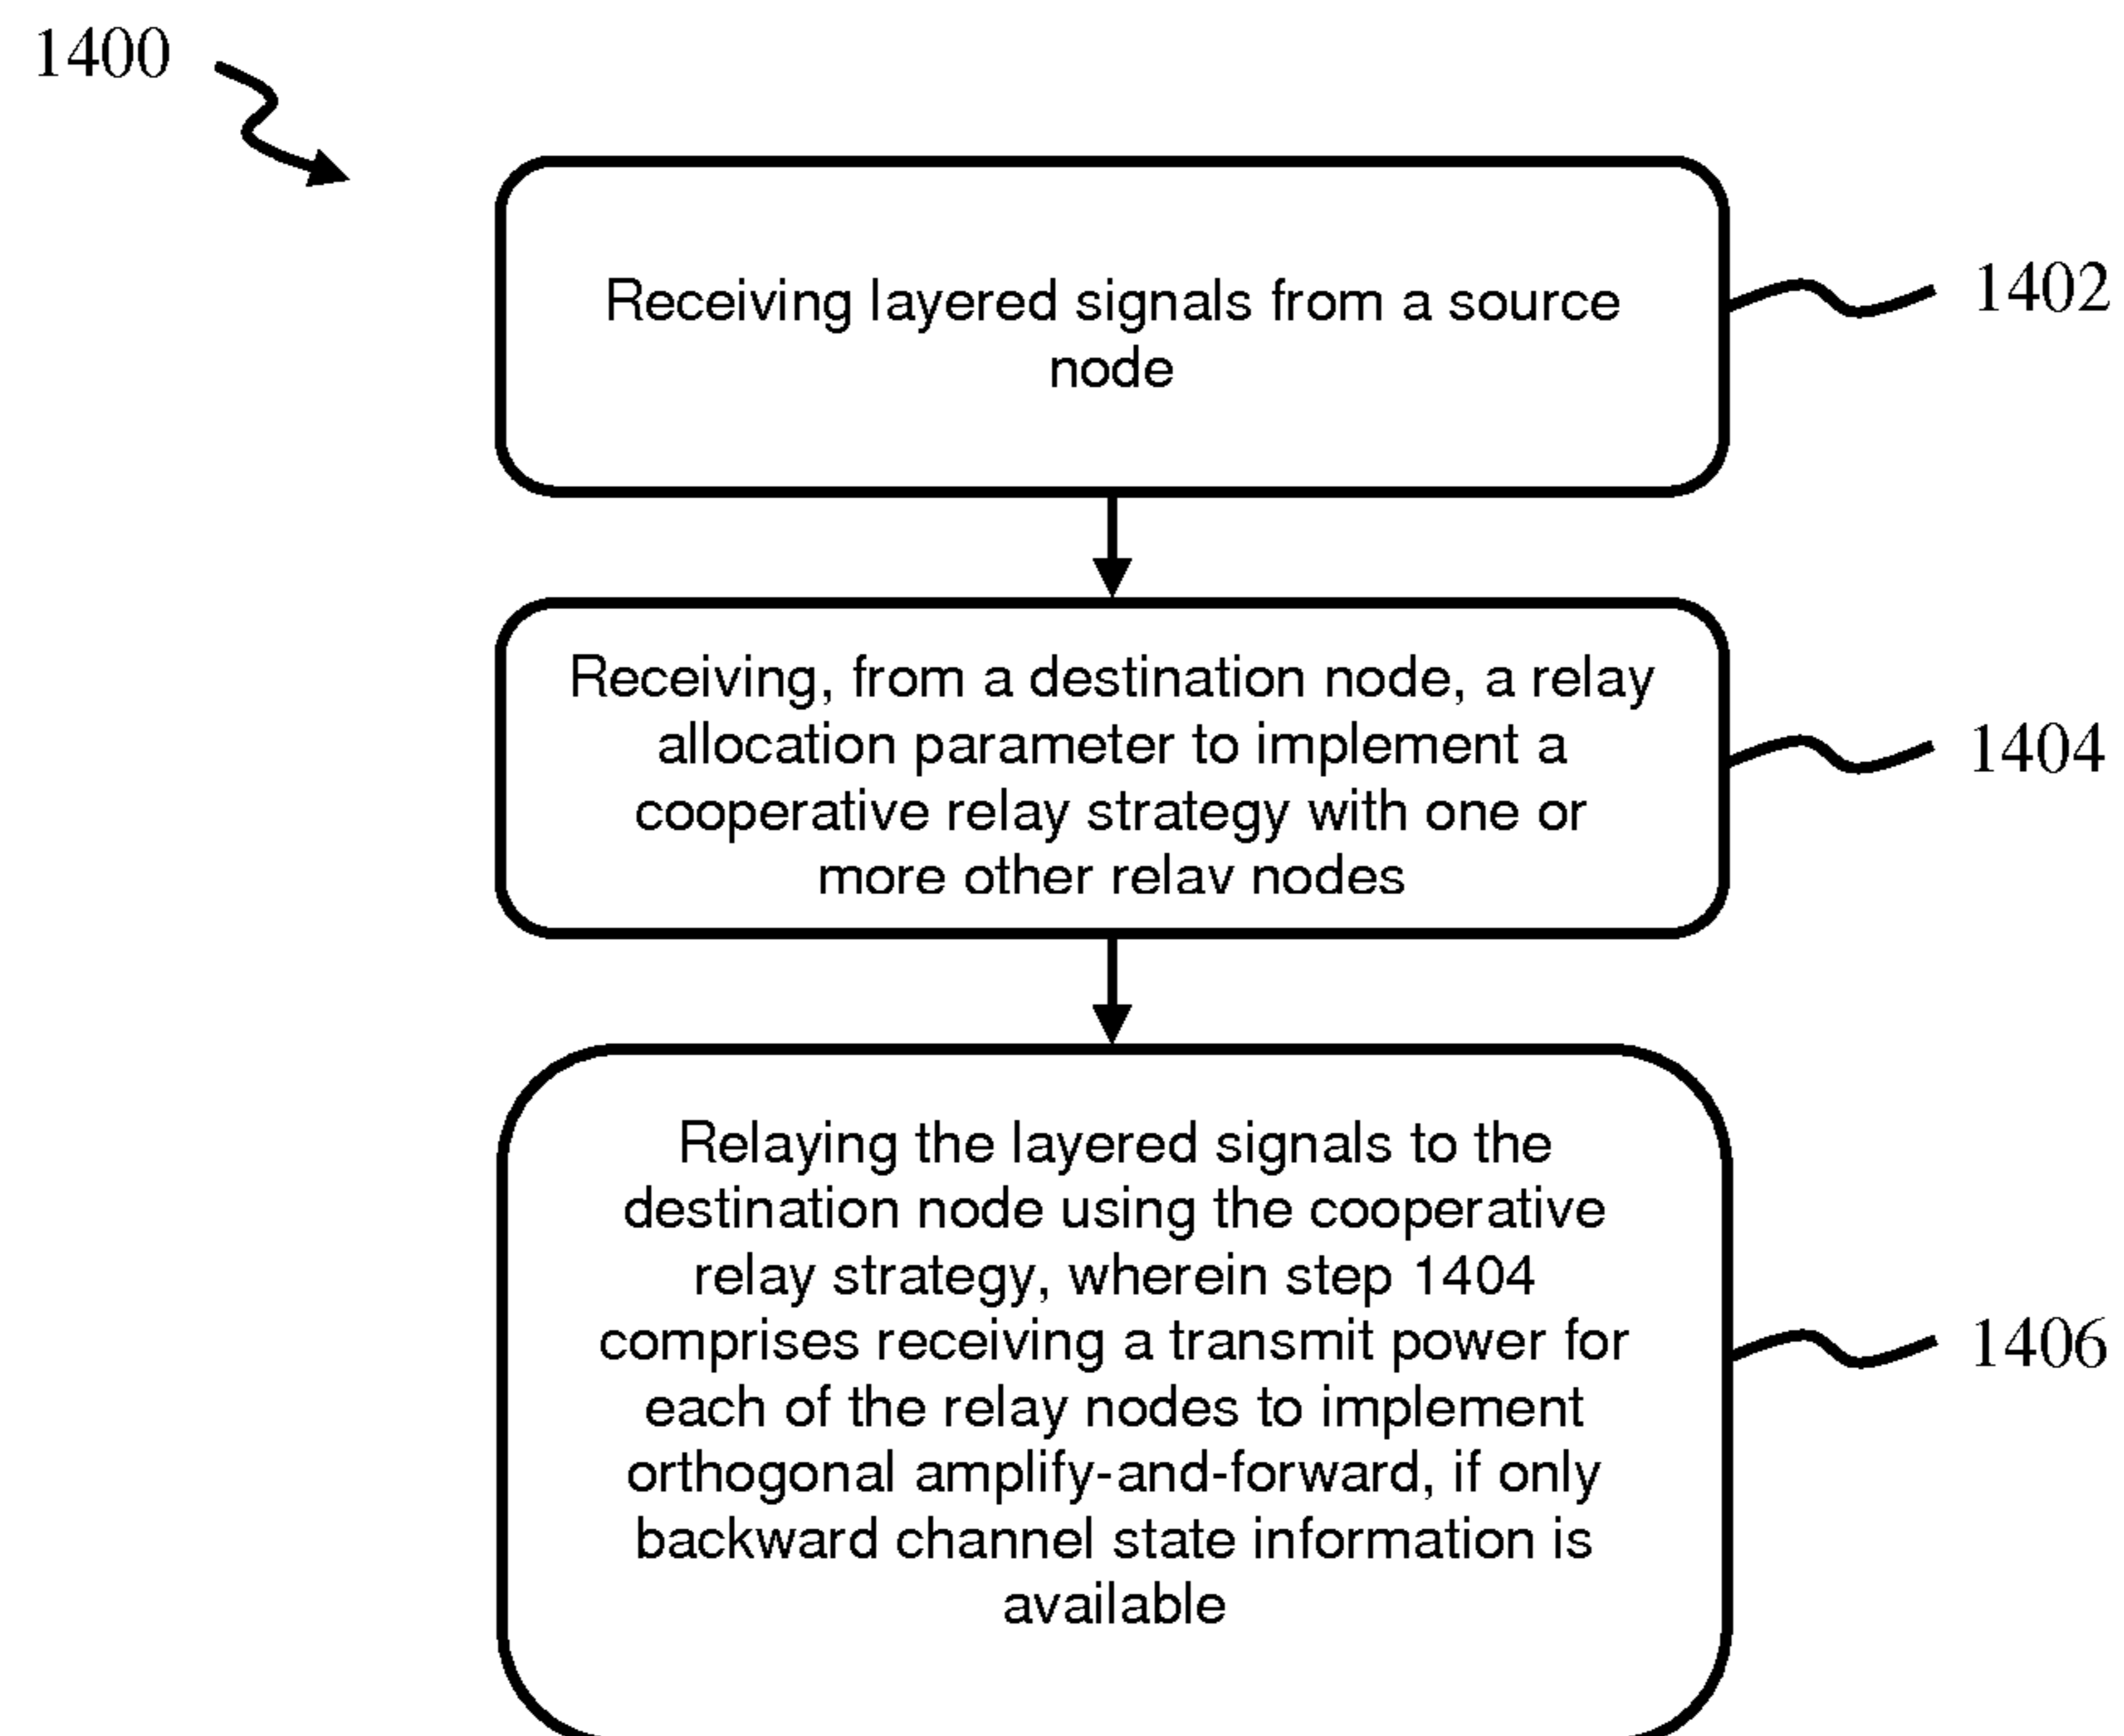 1400
Receiving layered signals from a source
node
1402
Receiving, from a destination node, a relay
allocation parameter to implement a
cooperative relay strategy with one or
more other relay nodes
1404
Relaying the layered signals to the
destination node using the cooperative
relay strategy, wherein step 1404
comprises receiving a transmit power for
each of the relay nodes to implement
orthogonal amplify-and-forward, if only
backward channel state information is
available
1406